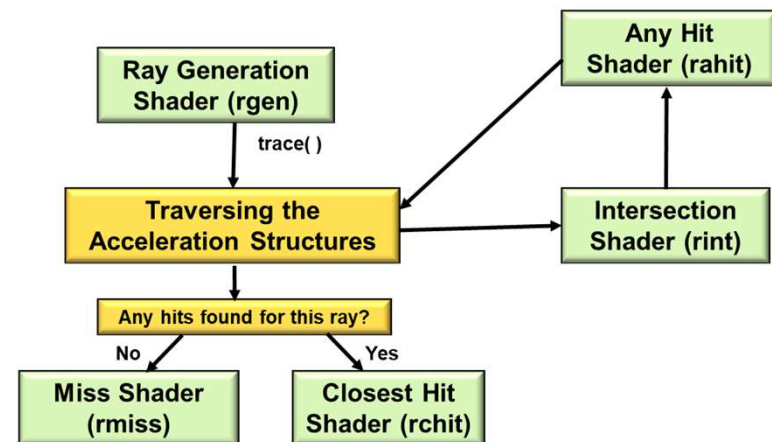 Ray Generation
Shader (rgen)
trace( )
Any Hit
Shader (rahit)
Traversing the
Acceleration Structures
Intersection
Shader (rint)
Any hits found for this ray?
No
Yes
Miss Shader
(rmiss)
Closest Hit
Shader (rchit)